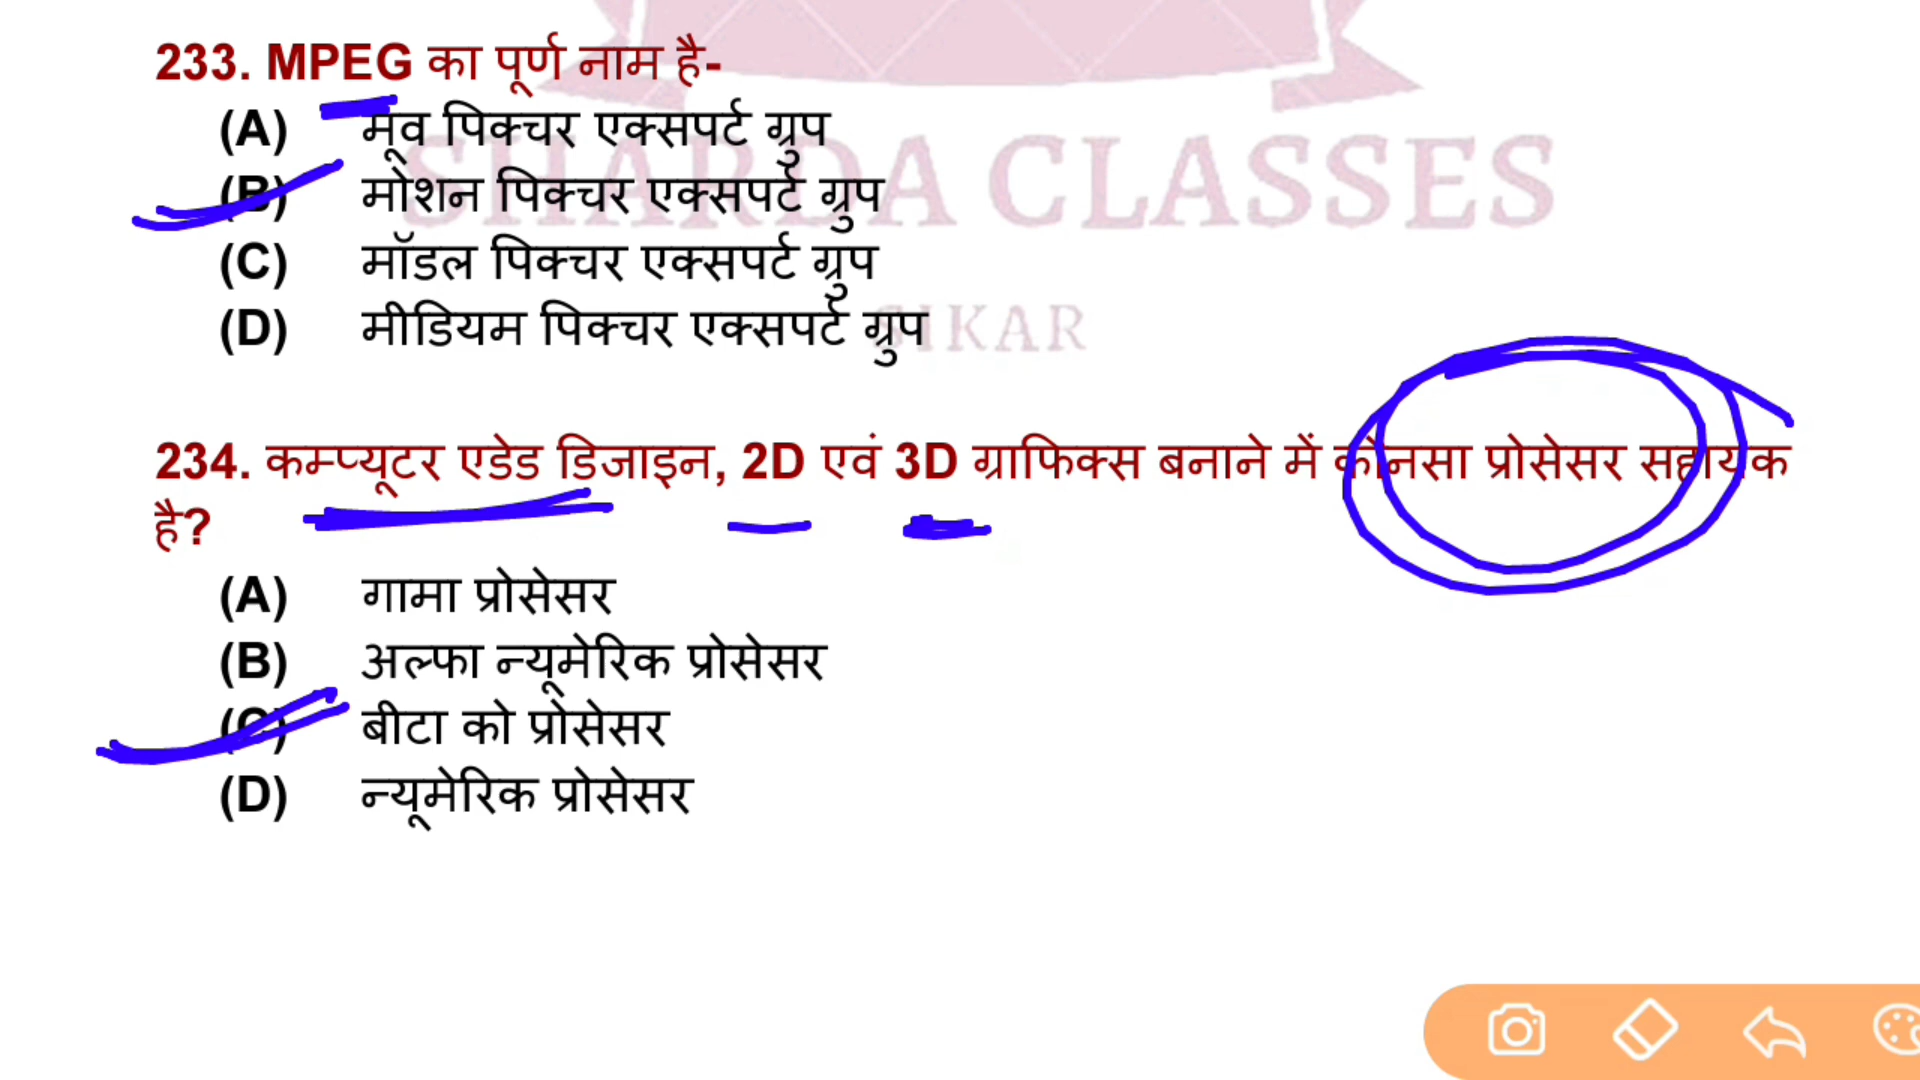 233. MPEG का पूर्ण नाम है-
(A) मूव पिक्चर एक्सपर्ट ग्रुप
(B) मोशन पिक्चर एक्सपर्ट ग्रुप
SHARDA CLASSES
(C) मॉडल पिक्चर एक्सपर्ट ग्रुप
(D) मीडियम पिक्चर एक्सपर्ट ग्रुप
SIKAR
234. कम्प्यूटर एडेड डिजाइन, 2D एवं 3D ग्राफिक्स बनाने में कौनसा प्रोसेसर सहायक
है?
(A) गामा प्रोसेसर
(B) अल्फा न्यूमेरिक प्रोसेसर
(C) बीटा को प्रोसेसर
(D) न्यूमेरिक प्रोसेसर